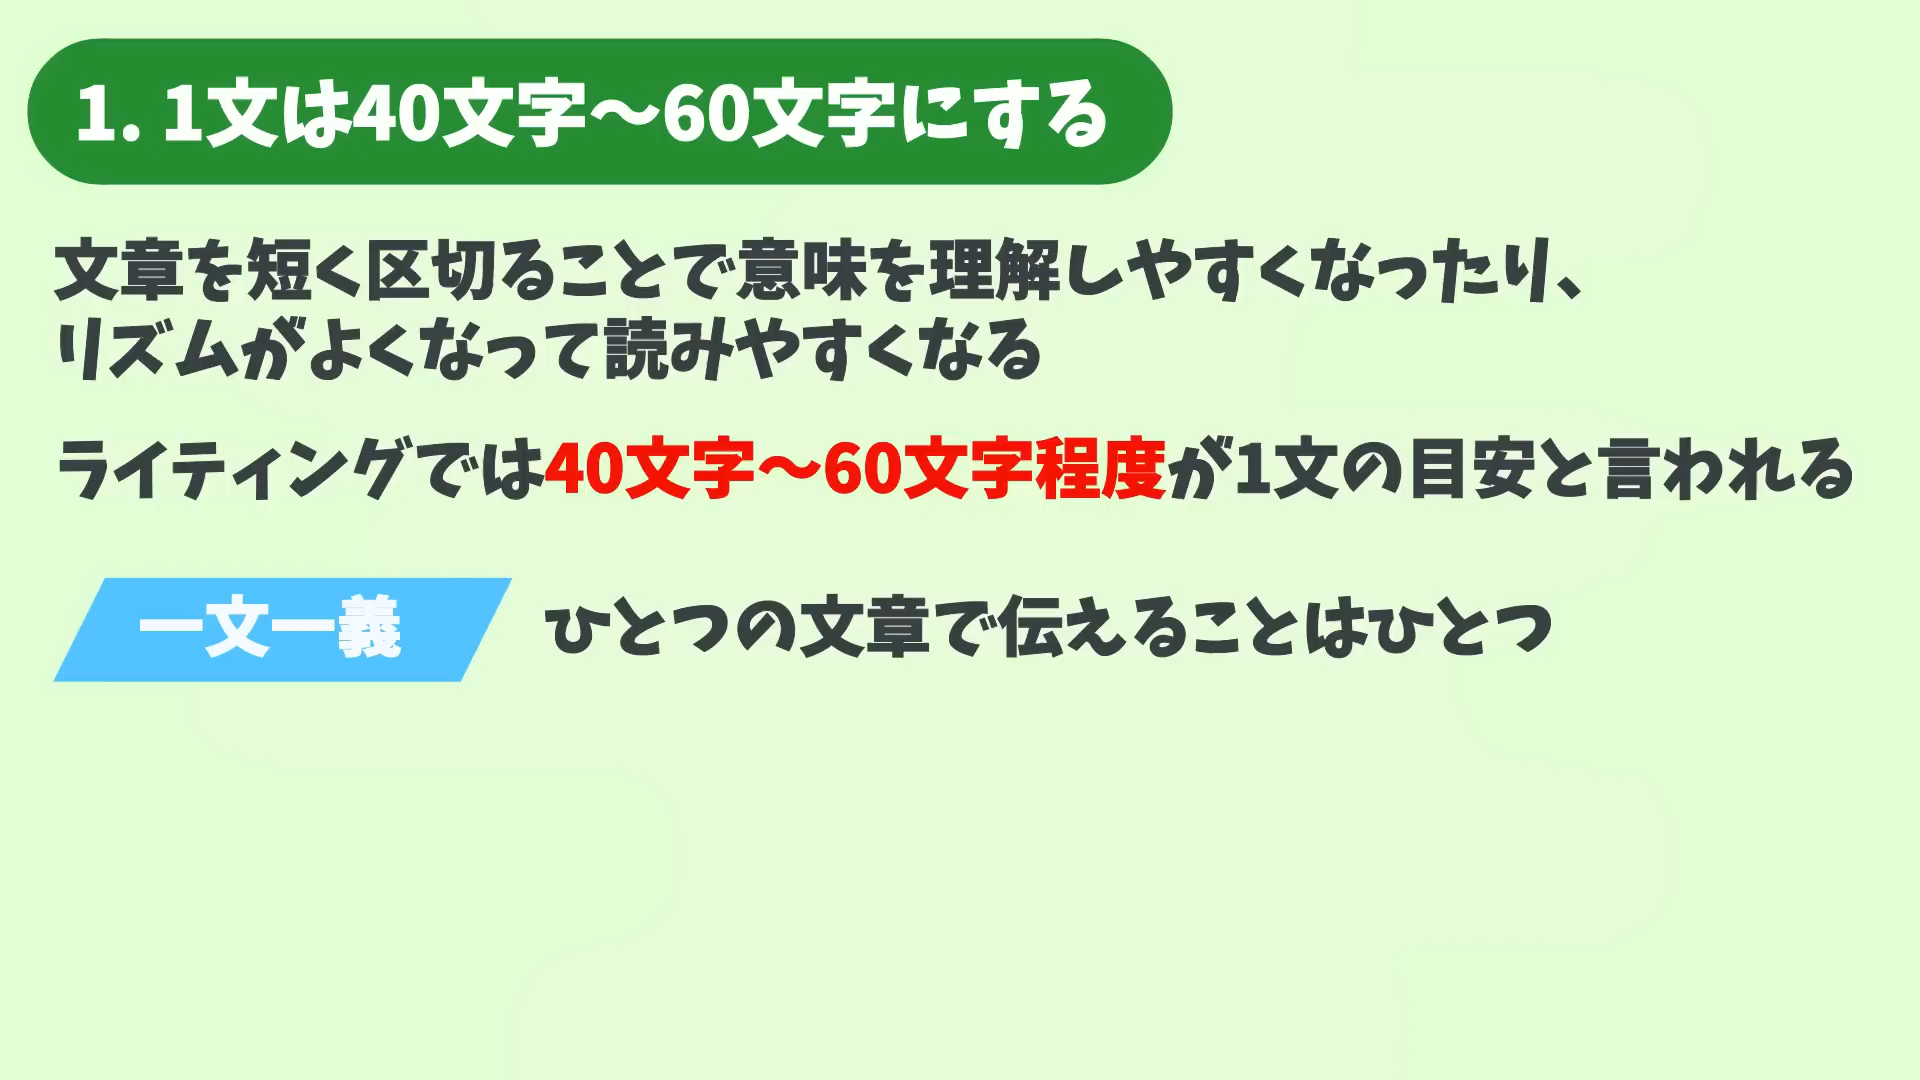 1. 1文は40文字〜60文字にする
文章を短く区切ることで意味を理解しやすくなったり、
リズムがよくなって読みやすくなる
ライティングでは40文字〜60文字程度が1文の目安と言われる
一文一義 ひとつの文章で伝えることはひとつ